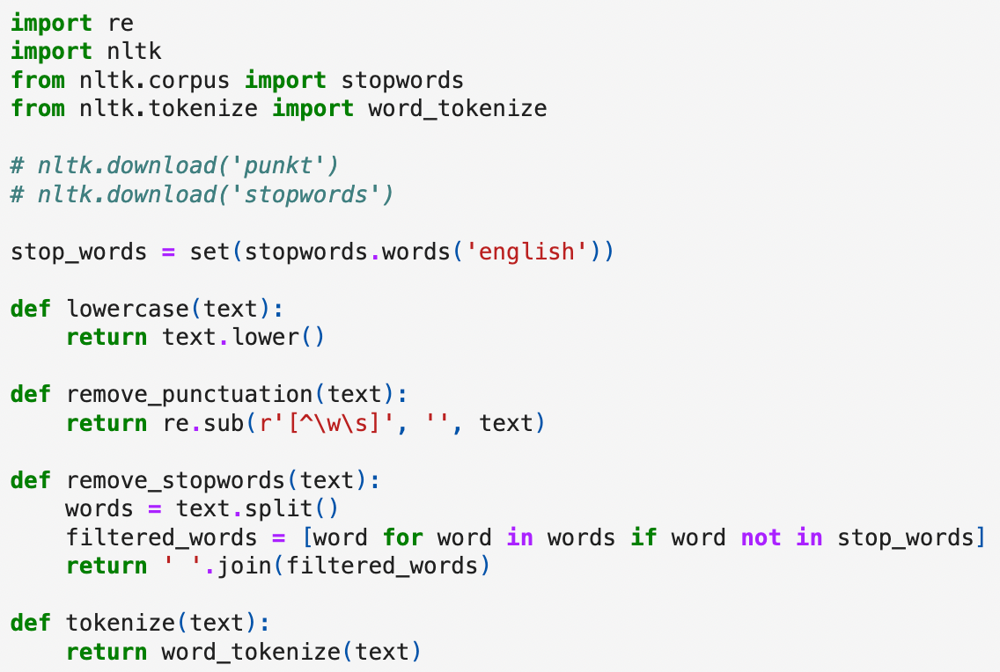 import re
import nltk
from nltk.corpus import stopwords
from nltk.tokenize import word_tokenize

# nltk.download('punkt')
# nltk.download('stopwords')

stop_words = set(stopwords.words('english'))

def lowercase(text):
    return text.lower()

def remove_punctuation(text):
    return re.sub(r'[^\w\s]', '', text)

def remove_stopwords(text):
    words = text.split()
    filtered_words = [word for word in words if word not in stop_words]
    return ' '.join(filtered_words)

def tokenize(text):
    return word_tokenize(text)